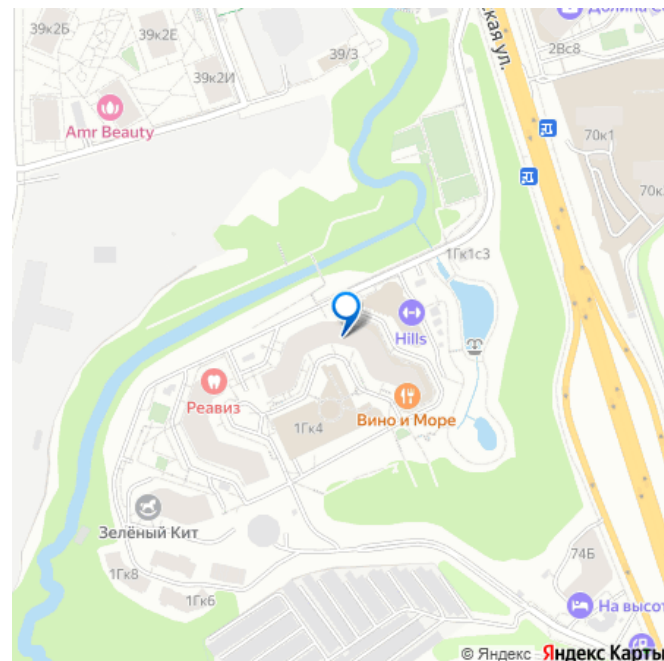 39к2Б
39к2Е
39/3
39к2И
Amr Beauty
ская ул.
2Вс8
70к1
1Гк1с3
Hills
Реавиз
Вино и Море
1Гк4
Зелёный Кит
1Гк8
1Гк6
74Б
На высот
© Яндекс Яндекс Карты